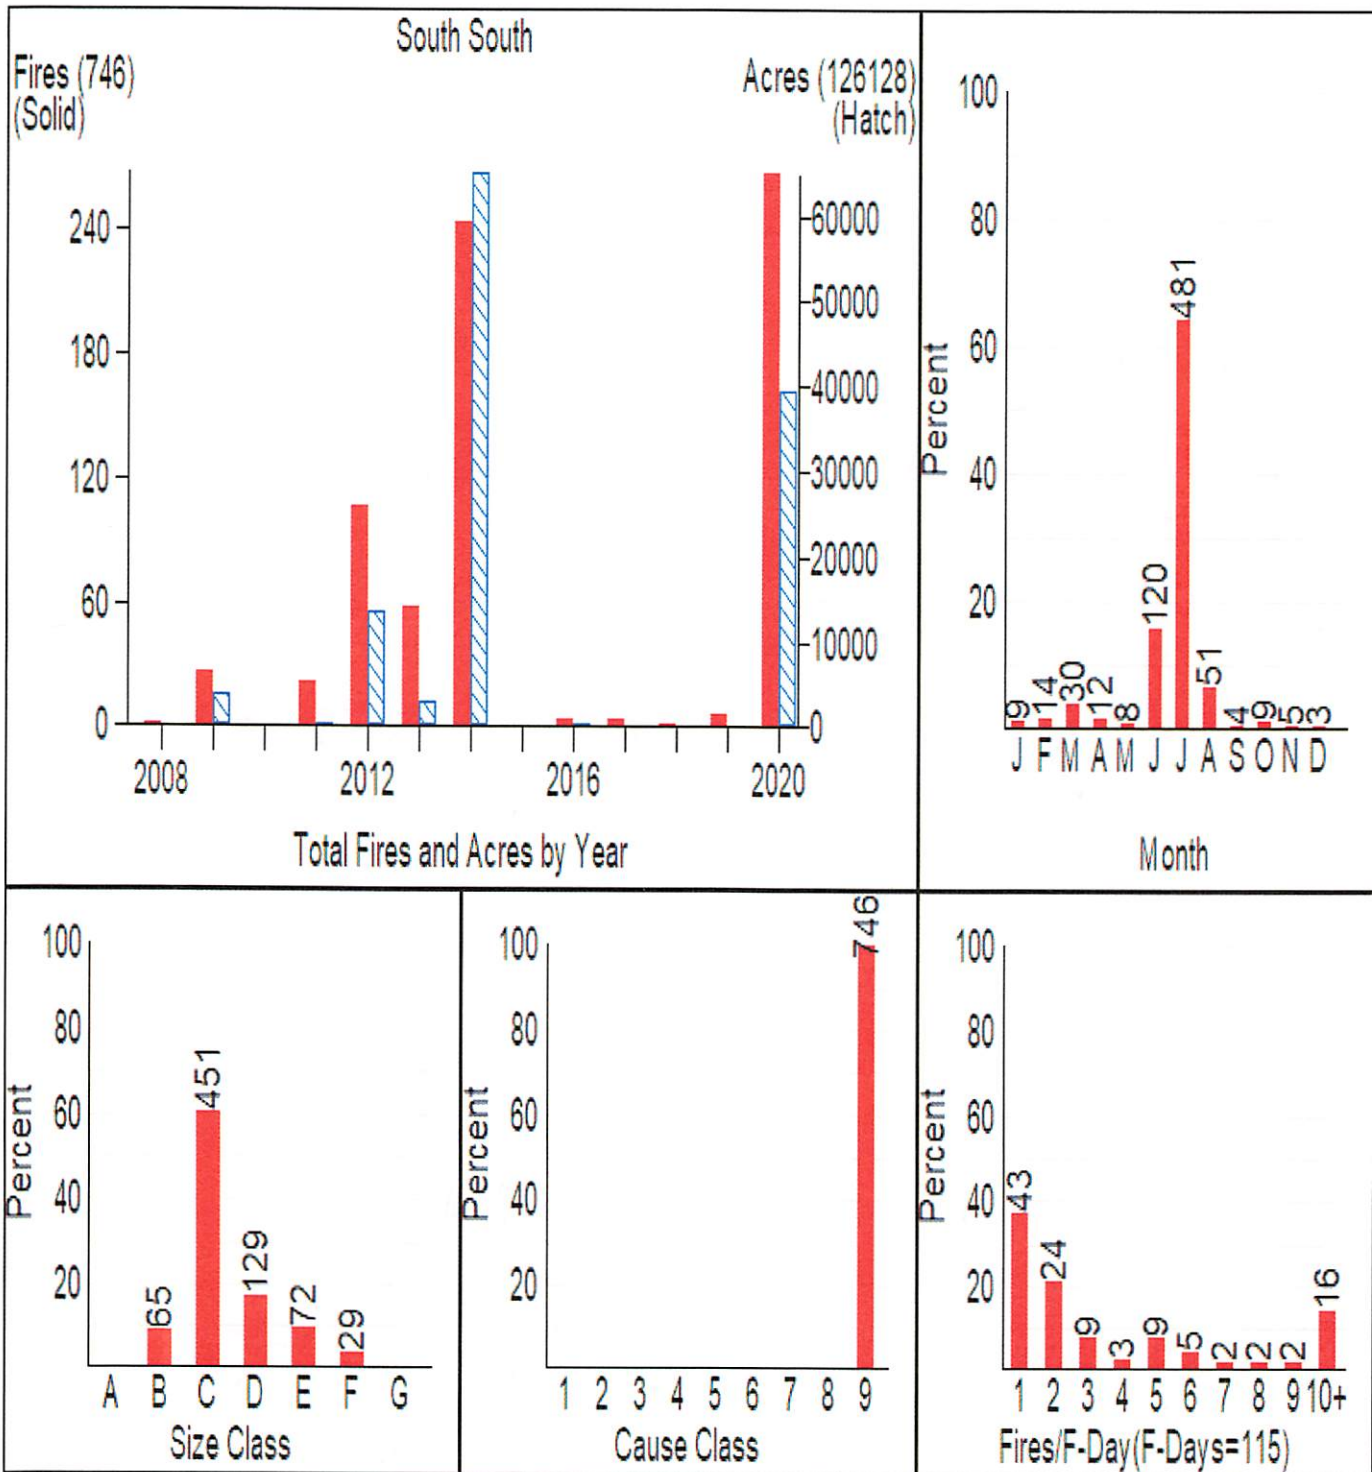 South South
Fires (746)
(Solid)
Acres (126128)
(Hatch)
240
180
120
60
0
60000
50000
40000
30000
20000
10000
0
2008 2012 2016 2020
Total Fires and Acres by Year
100
80
60
40
20
Percent
9 14 30 12 8 120 481 51 4 9 5 3
J F M A M J J A S O N D
Month
100
80
60
40
20
Percent
65 451 129 72 29
A B C D E F G
Size Class
100
80
60
40
20
Percent
746
1 2 3 4 5 6 7 8 9
Cause Class
100
80
60
40
20
Percent
43 24 9 3 9 5 2 2 2 16
1 2 3 4 5 6 7 8 9 10+
Fires/F-Day(F-Days=115)